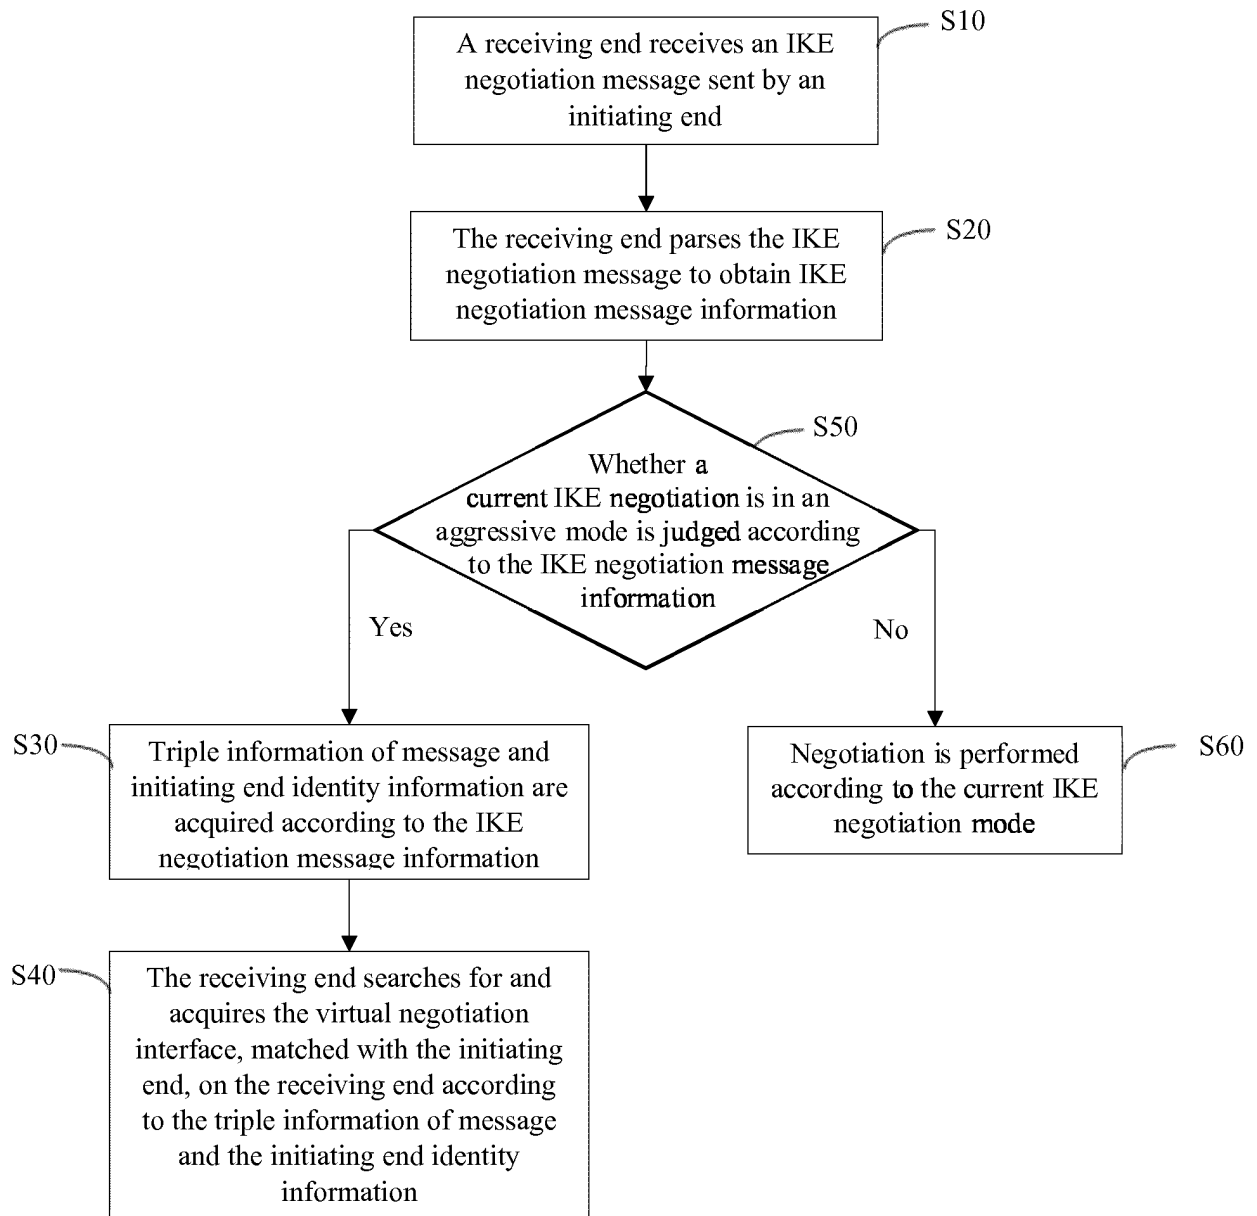 S10
A receiving end receives an IKE
negotiation message sent by an
initiating end
S20
The receiving end parses the IKE
negotiation message to obtain IKE
negotiation message information
S50
Whether a
current IKE negotiation is in an
aggressive mode is judged according
to the IKE negotiation message
information
Yes
No
S30
Triple information of message and
initiating end identity information are
acquired according to the IKE
negotiation message information
S60
Negotiation is performed
according to the current IKE
negotiation mode
S40
The receiving end searches for and
acquires the virtual negotiation
interface, matched with the initiating
end, on the receiving end according
to the triple information of message
and the initiating end identity
information